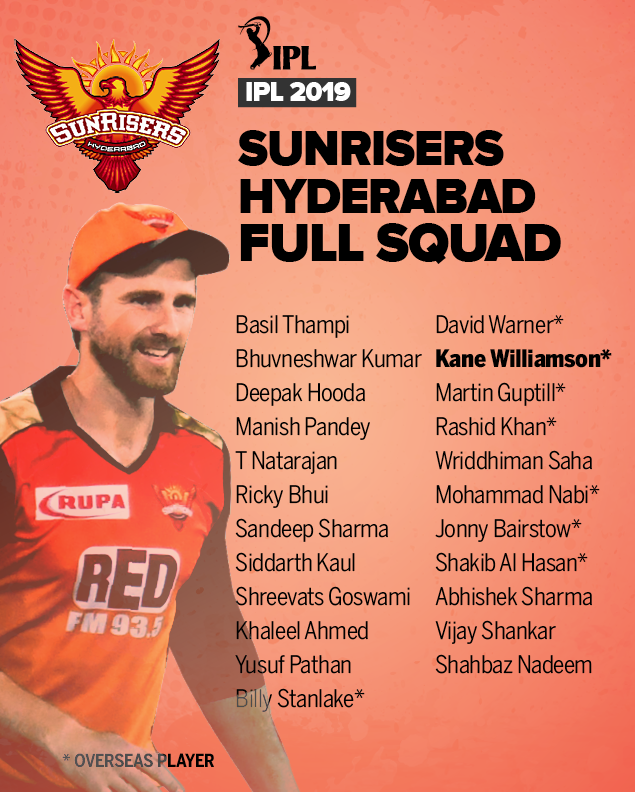 SUNRISERS
HYDERABAD
IPL
IPL 2019
SUNRISERS
HYDERABAD
FULL SQUAD
Basil Thampi
Bhuvneshwar Kumar
Deepak Hooda
Manish Pandey
T Natarajan
Ricky Bhui
Sandeep Sharma
Siddarth Kaul
Shreevats Goswami
Khaleel Ahmed
Yusuf Pathan
Billy Stanlake*
David Warner*
Kane Williamson*
Martin Guptill*
Rashid Khan*
Wriddhiman Saha
Mohammad Nabi*
Jonny Bairstow*
Shakib Al Hasan*
Abhishek Sharma
Vijay Shankar
Shahbaz Nadeem
RUPA
RED
FM 93.5
* OVERSEAS PLAYER